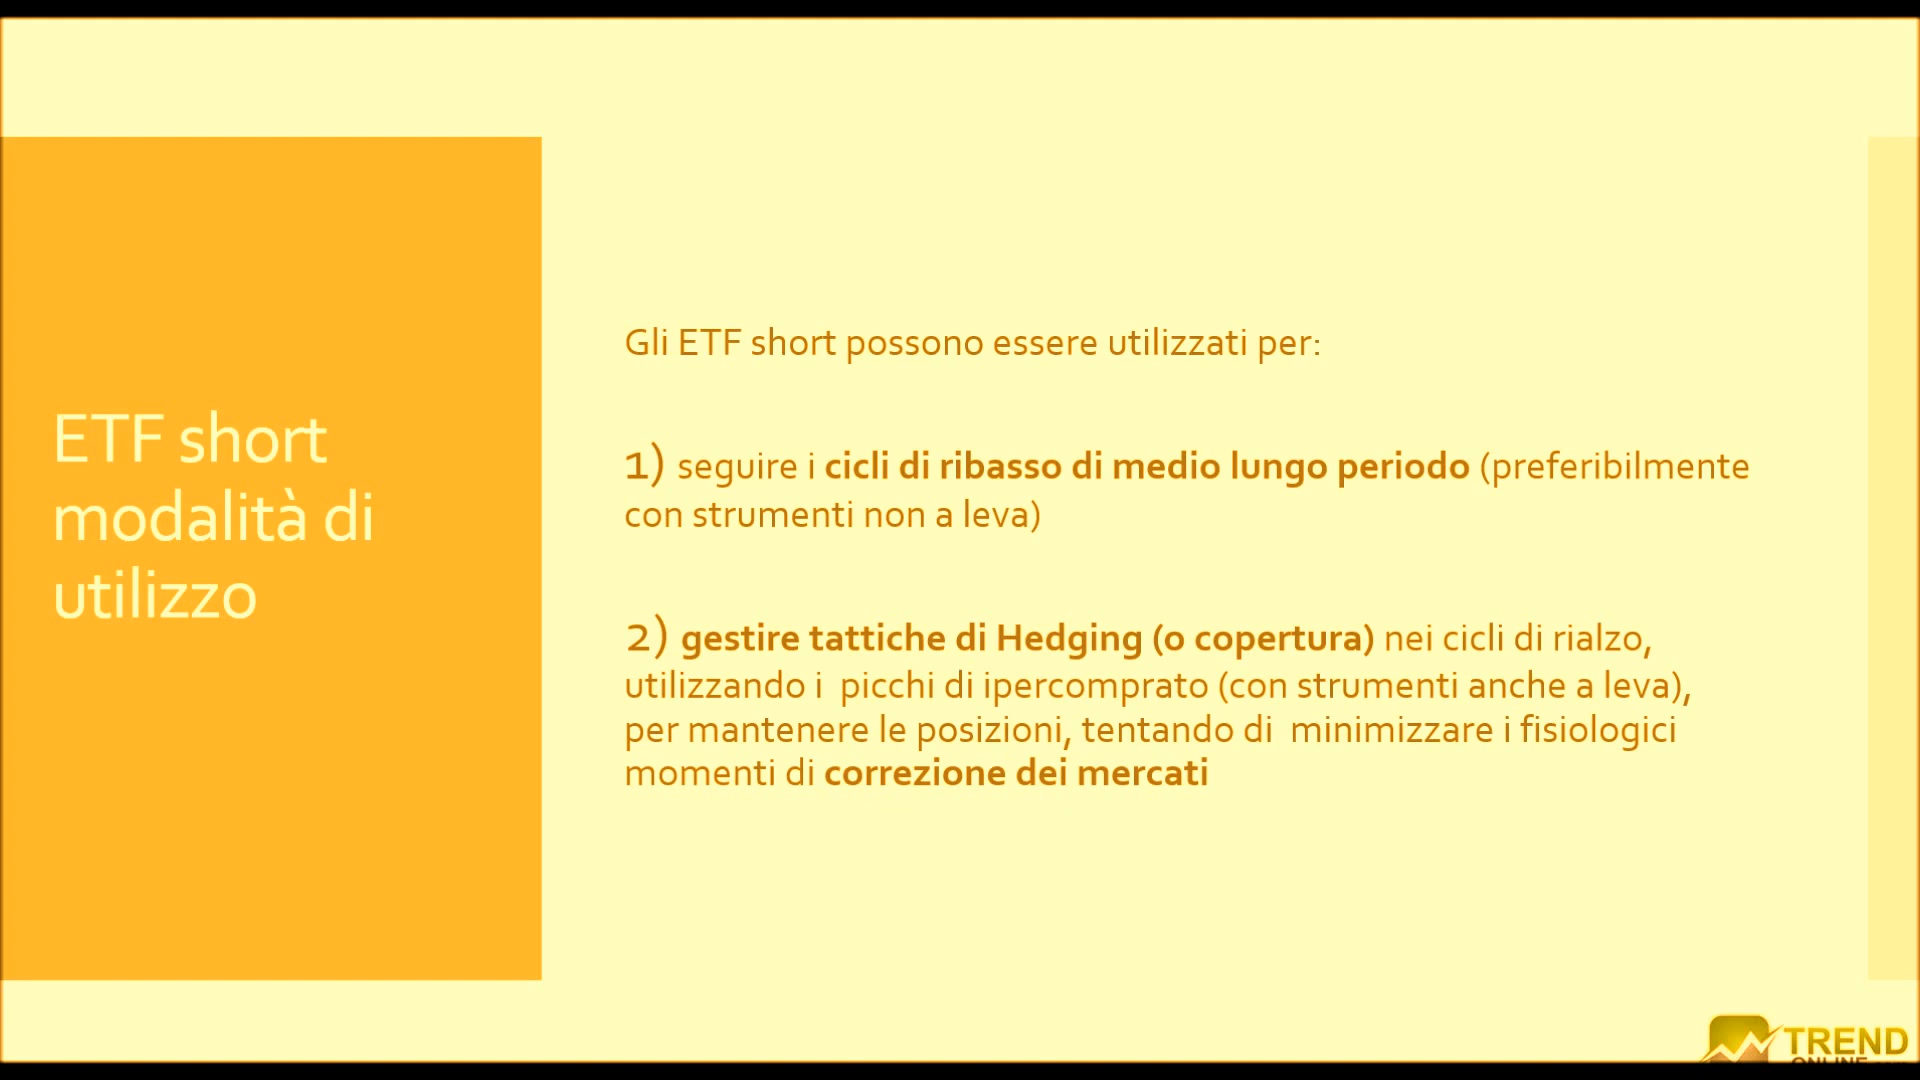 ETF short
modalità di
utilizzo
Gli ETF short possono essere utilizzati per:
1) seguire i cicli di ribasso di medio lungo periodo (preferibilmente
con strumenti non a leva)
2) gestire tattiche di Hedging (o copertura) nei cicli di rialzo,
utilizzando i picchi di ipercomprato (con strumenti anche a leva),
per mantenere le posizioni, tentando di minimizzare i fisiologici
momenti di correzione dei mercati
TREND
ONLINE